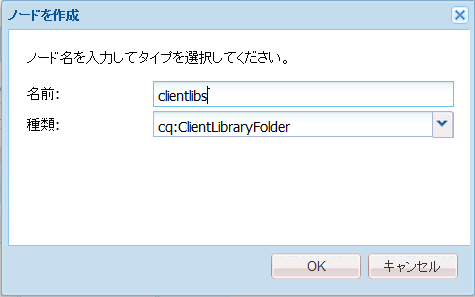 ノードを作成
ノード名を入力してタイプを選択してください。
名前: clientlibs
種類: cq:ClientLibraryFolder
OK キャンセル